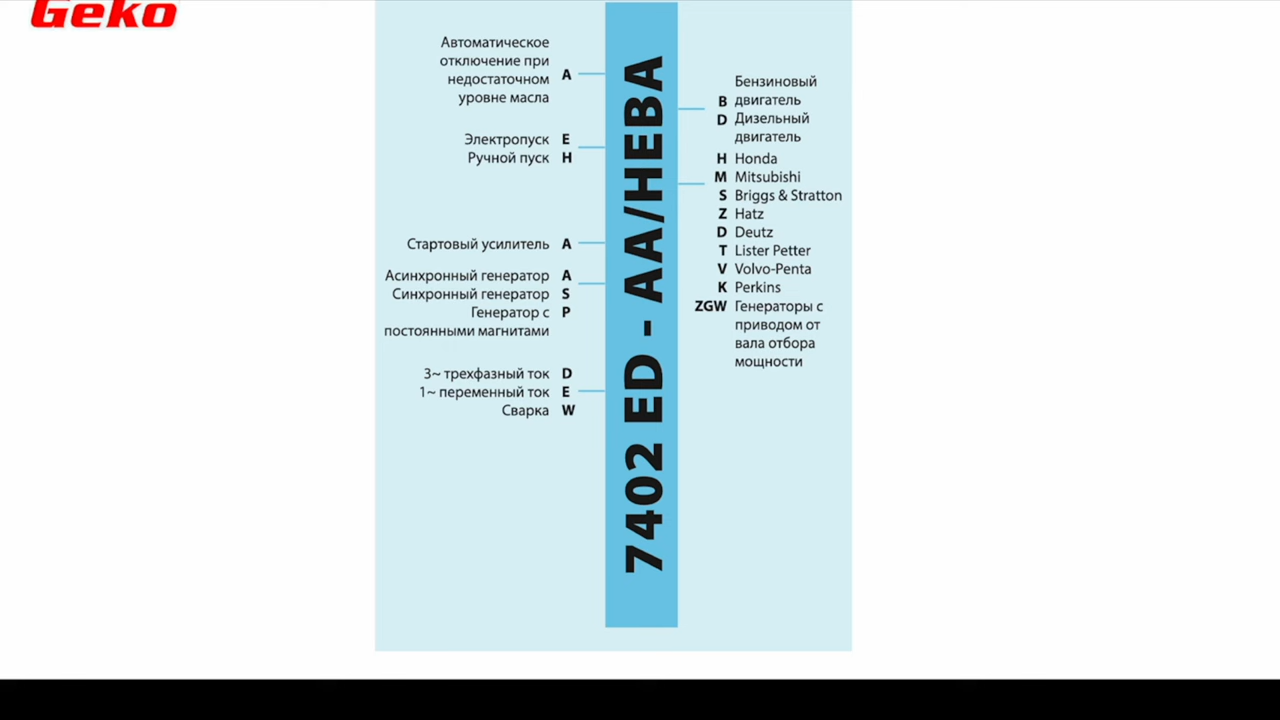 Geko
Автоматическое
отключение при
недостаточном
уровне масла
A
Электропуск E
Ручной пуск H
Стартовый усилитель A
Асинхронный генератор A
Синхронный генератор S
Генератор с P
постоянными магнитами
3~ трехфазный ток D
1~ переменный ток E
Сварка W
7402 ED - AA/HEBA
Бензиновый
B двигатель
D Дизельный
двигатель
H Honda
M Mitsubishi
S Briggs & Stratton
Z Hatz
D Deutz
T Lister Petter
V Volvo-Penta
K Perkins
ZGW Генераторы с
приводом от
вала отбора
мощности